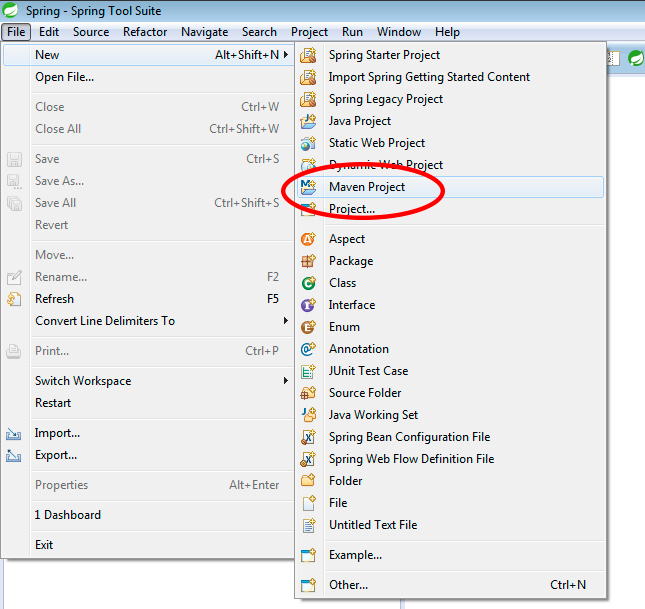 Spring - Spring Tool Suite
File Edit Source Refactor Navigate Search Project Run Window Help
New Alt+Shift+N
Open File...
Close Ctrl+W
Close All Ctrl+Shift+W
Save Ctrl+S
Save As...
Save All Ctrl+Shift+S
Revert
Move...
Rename... F2
Refresh F5
Convert Line Delimiters To
Print... Ctrl+P
Switch Workspace
Restart
Import...
Export...
Properties Alt+Enter
1 Dashboard
Exit
Spring Starter Project
Import Spring Getting Started Content
Spring Legacy Project
Java Project
Static Web Project
Dynamic Web Project
Maven Project
Project...
Aspect
Package
Class
Interface
Enum
Annotation
JUnit Test Case
Source Folder
Java Working Set
Spring Bean Configuration File
Spring Web Flow Definition File
Folder
File
Untitled Text File
Example...
Other... Ctrl+N